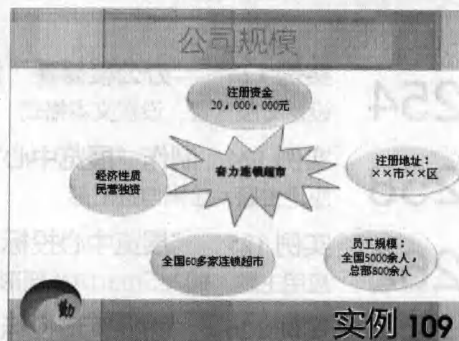 公司规模
注册资金
20，000，000元
奋力连锁超市
经济性质
民营独资
注册地址：
××市××区
全国60多家连锁超市
员工规模：
全国5000余人，
总部800余人
勤
实例 109